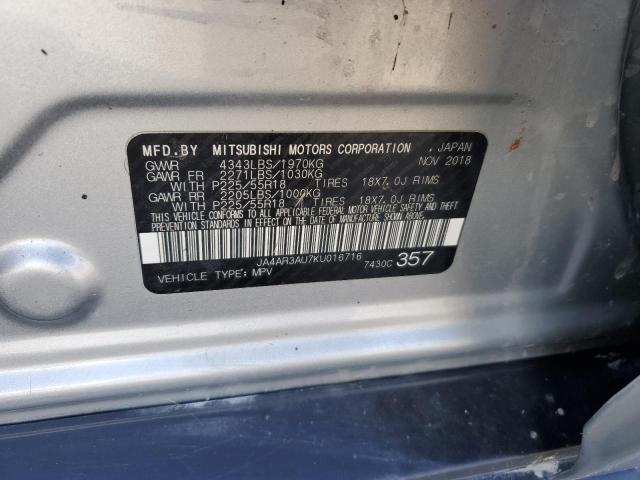 MFD.BY MITSUBISHI MOTORS CORPORATION , JAPAN
GVWR 4343LBS/1970KG NOV 2018
GAWR FR 2271LBS/1030KG
WITH P225/55R18 TIRES 18X7.0J RIMS
GAWR RR 2205LBS/1000KG
WITH P225/55R18 TIRES 18X7.0J RIMS
THIS VEHICLE CONFORMS TO ALL APPLICABLE FEDERAL MOTOR VEHICLE SAFETY AND THEFT
PREVENTION STANDARDS IN EFFECT ON THE DATE OF MANUFACTURE SHOWN ABOVE.
JA4AR3AU7KU016716
VEHICLE TYPE: MPV 7430C 357